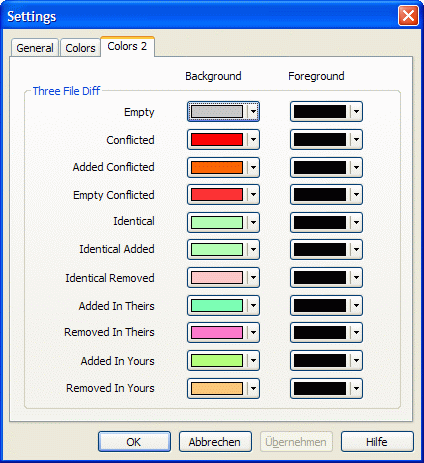 Settings
General Colors Colors 2
Background Foreground
Three File Diff
Empty
Conflicted
Added Conflicted
Empty Conflicted
Identical
Identical Added
Identical Removed
Added In Theirs
Removed In Theirs
Added In Yours
Removed In Yours
OK Abbrechen Übernehmen Hilfe